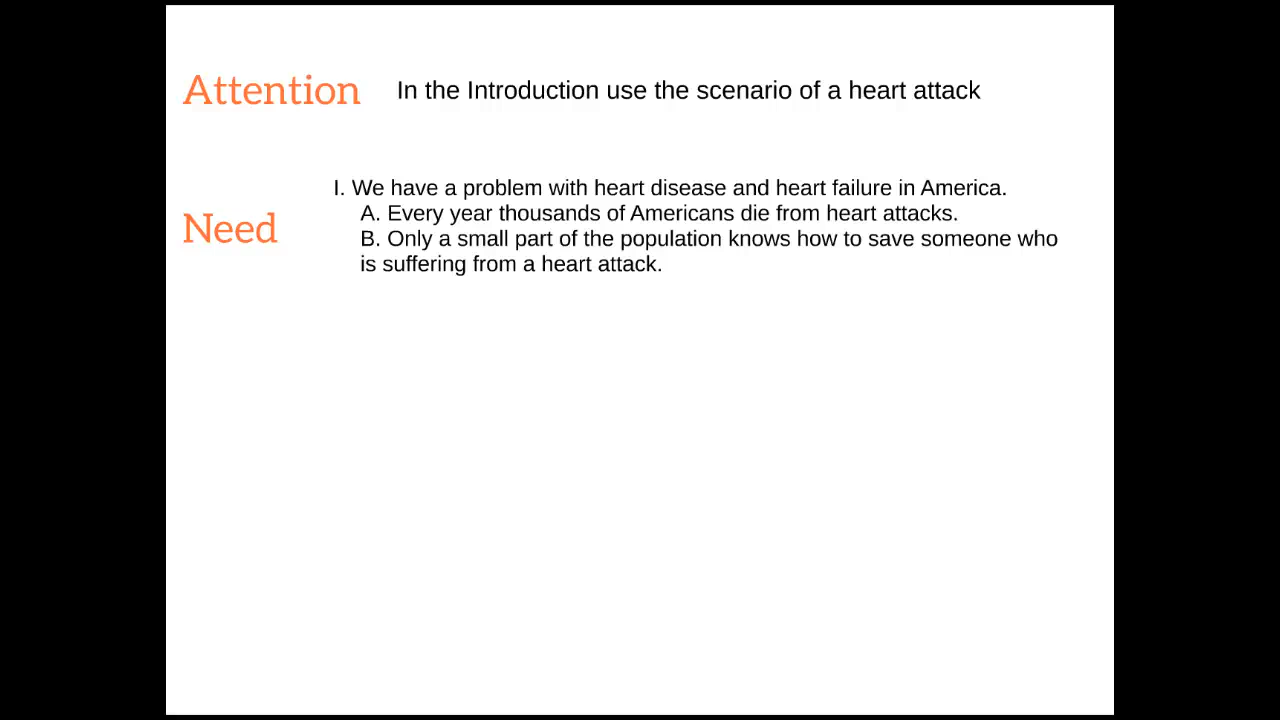 Attention In the Introduction use the scenario of a heart attack
Need
I. We have a problem with heart disease and heart failure in America.
A. Every year thousands of Americans die from heart attacks.
B. Only a small part of the population knows how to save someone who
is suffering from a heart attack.